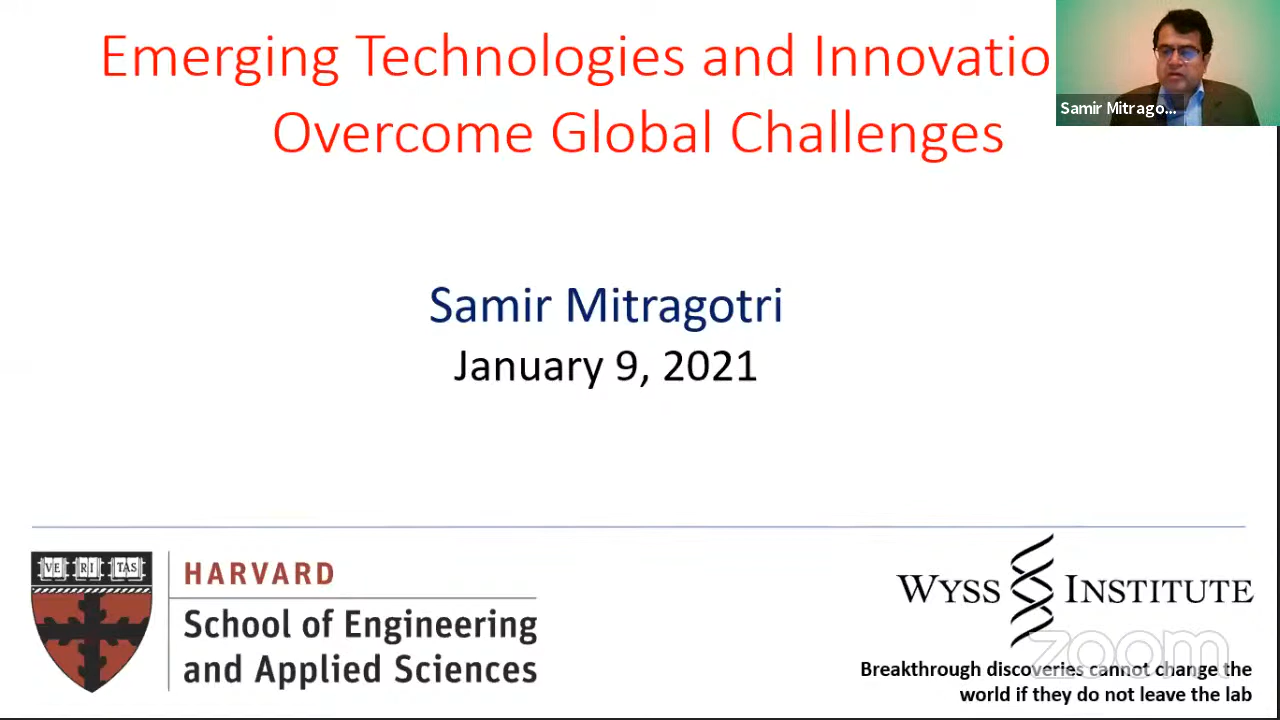 Emerging Technologies and Innovatio
Overcome Global Challenges
Samir Mitrago...
Samir Mitragotri
January 9, 2021
VE RI TAS
HARVARD
School of Engineering
and Applied Sciences
WYSS INSTITUTE
zoom
Breakthrough discoveries cannot change the
world if they do not leave the lab